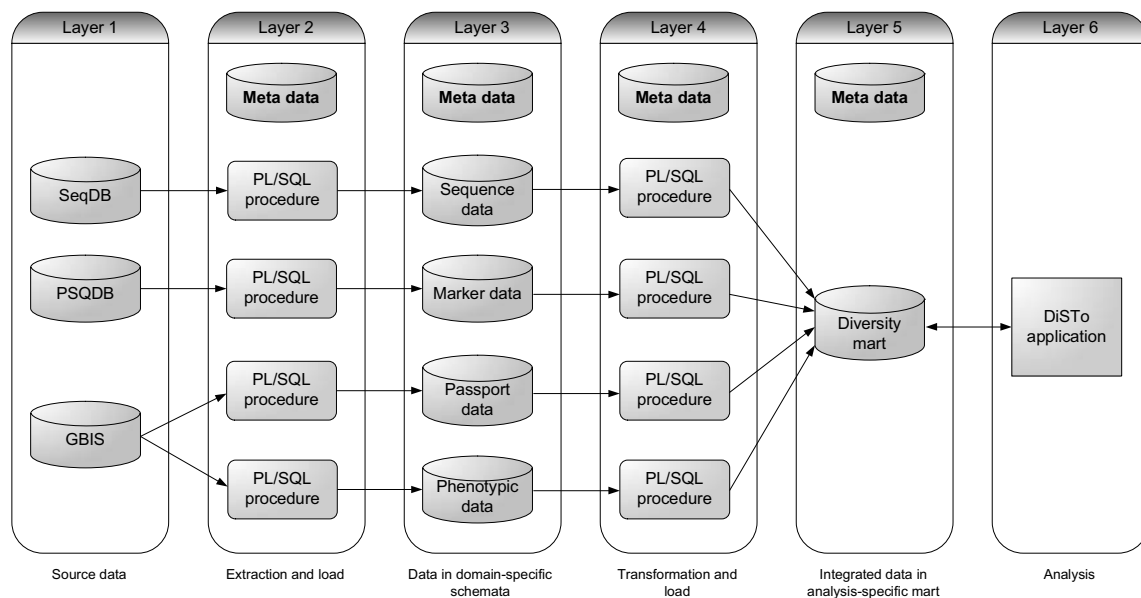 Layer 1
Layer 2
Layer 3
Layer 4
Layer 5
Layer 6
Meta data
Meta data
Meta data
Meta data
SeqDB
PL/SQL
procedure
Sequence
data
PL/SQL
procedure
PSQDB
PL/SQL
procedure
Marker data
PL/SQL
procedure
Diversity
mart
DiSTo
application
GBIS
PL/SQL
procedure
Passport
data
PL/SQL
procedure
PL/SQL
procedure
Phenotypic
data
PL/SQL
procedure
Source data
Extraction and load
Data in domain-specific
schemata
Transformation and
load
Integrated data in
analysis-specific mart
Analysis